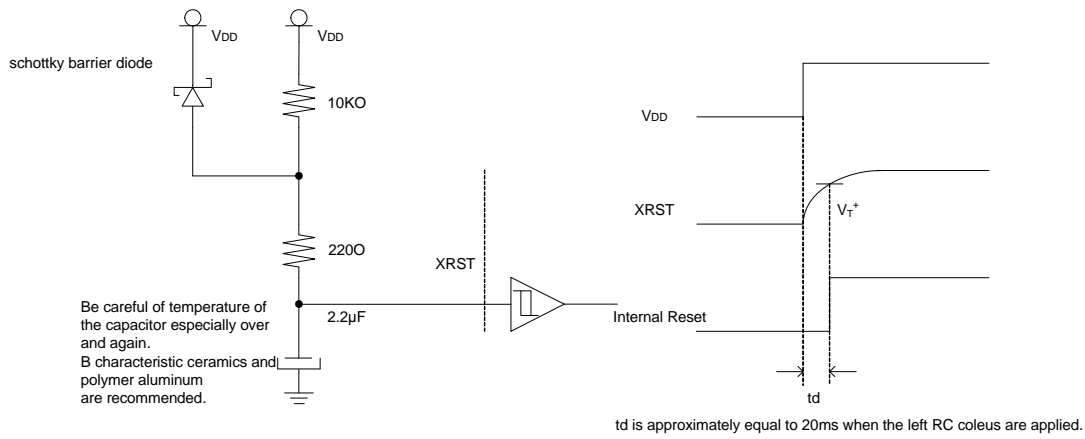 VDD
VDD
schottky barrier diode
10KO
220O
XRST
2.2µF
Be careful of temperature of
the capacitor especially over
and again.
B characteristic ceramics and
polymer aluminum
are recommended.
Internal Reset
VDD
XRST
VT+
td
td is approximately equal to 20ms when the left RC coleus are applied.